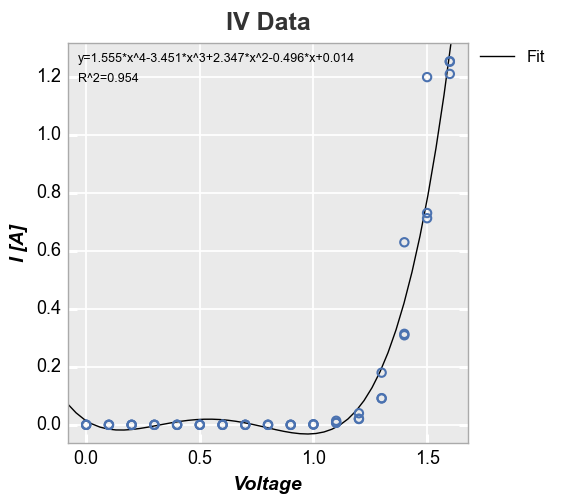 IV Data
y=1.555*x^4-3.451*x^3+2.347*x^2-0.496*x+0.014
R^2=0.954
Fit
1.2
1.0
0.8
0.6
0.4
0.2
0.0
I [A]
0.0 0.5 1.0 1.5
Voltage